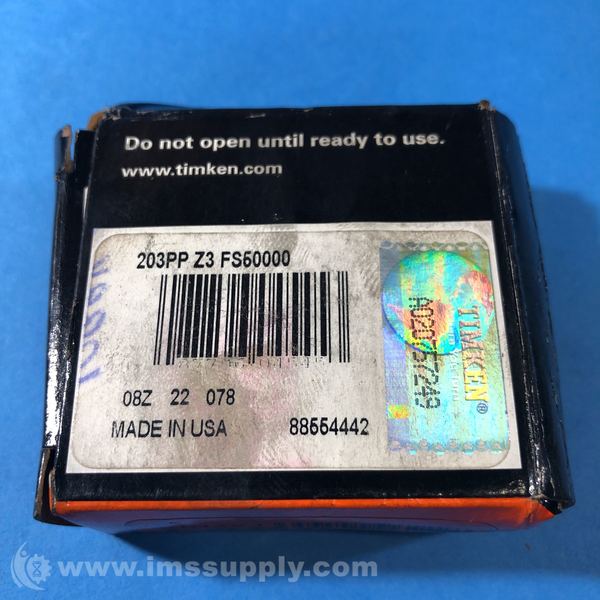 Do not open until ready to use.
www.timken.com
203PP Z3 FS50000
08Z 22 078
MADE IN USA 88554442
TIMKEN®
www.imssupply.com